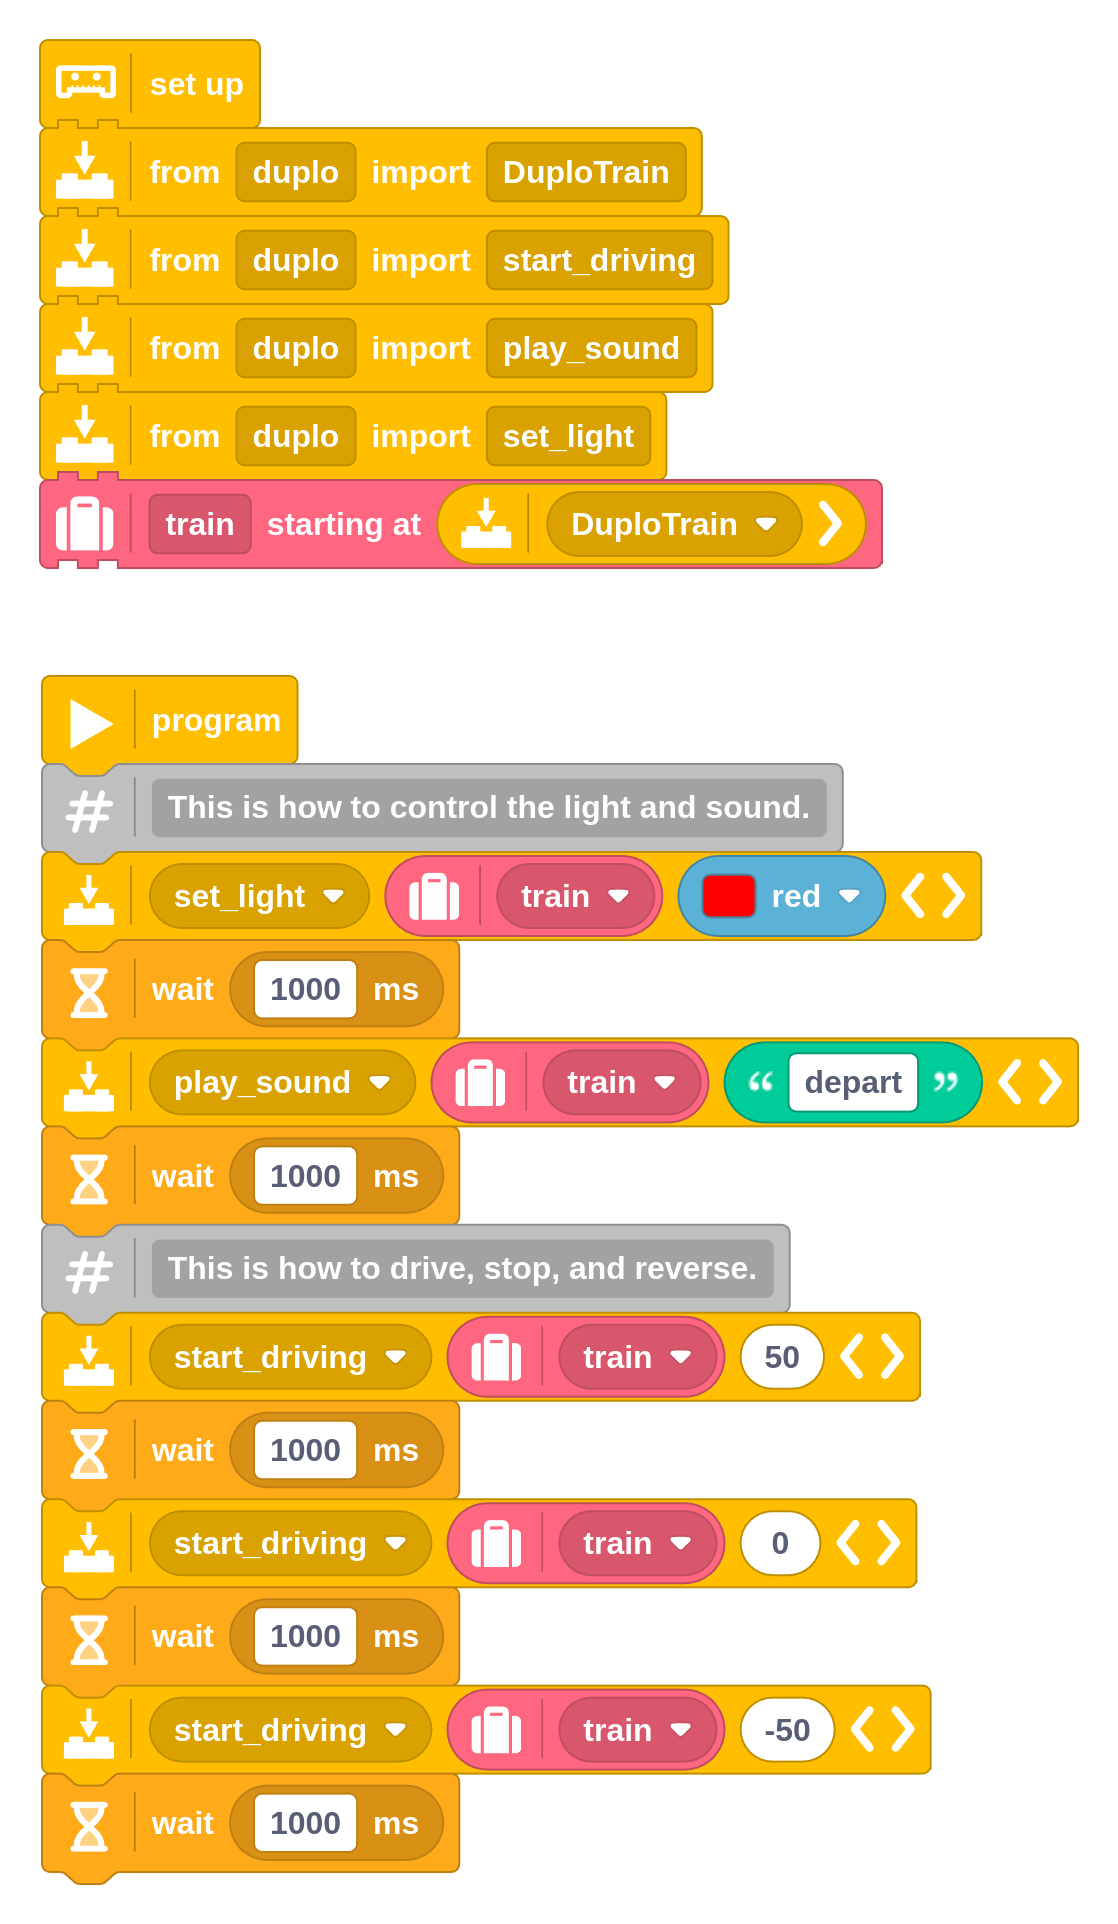 set up
from duplo import DuploTrain
from duplo import start_driving
from duplo import play_sound
from duplo import set_light
train starting at DuploTrain
program
# This is how to control the light and sound.
set_light train red
wait 1000 ms
play_sound train “ depart ”
wait 1000 ms
# This is how to drive, stop, and reverse.
start_driving train 50
wait 1000 ms
start_driving train 0
wait 1000 ms
start_driving train -50
wait 1000 ms